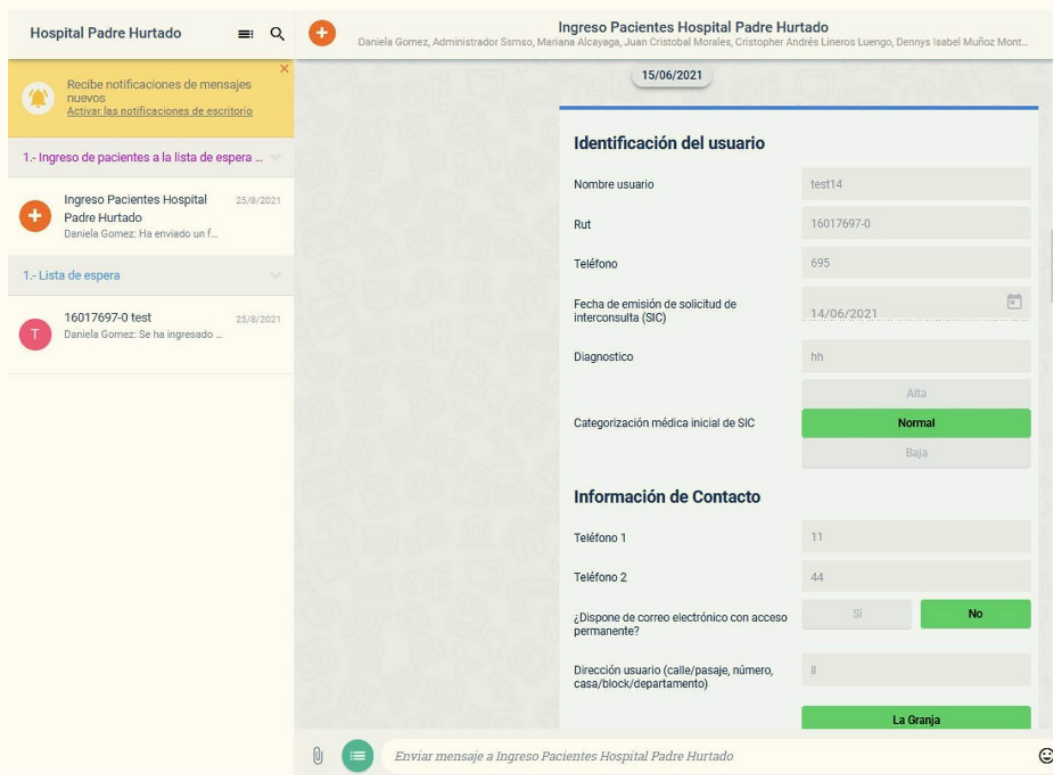 Hospital Padre Hurtado
Recibe notificaciones de mensajes
nuevos
Activar las notificaciones de escritorio
1.- Ingreso de pacientes a la lista de espera ...
Ingreso Pacientes Hospital
Padre Hurtado
25/8/2021
Daniela Gomez: Ha enviado un f...
1.- Lista de espera
T
16017697-0 test
25/8/2021
Daniela Gomez: Se ha ingresado ...
Ingreso Pacientes Hospital Padre Hurtado
Daniela Gomez, Administrador Ssmso, Mariana Alcayaga, Juan Cristobal Morales, Cristopher Andrés Lineros Luengo, Dennys Isabel Muñoz Mont...
15/06/2021
Identificación del usuario
Nombre usuario
test14
Rut
16017697-0
Teléfono
695
Fecha de emisión de solicitud de
interconsulta (SIC)
14/06/2021
Diagnostico
hh
Categorización médica inicial de SIC
Alta
Normal
Baja
Información de Contacto
Teléfono 1
11
Teléfono 2
44
¿Dispone de correo electrónico con acceso
permanente?
Si
No
Dirección usuario (calle/pasaje, número,
casa/block/departamento)
La Granja
Enviar mensaje a Ingreso Pacientes Hospital Padre Hurtado